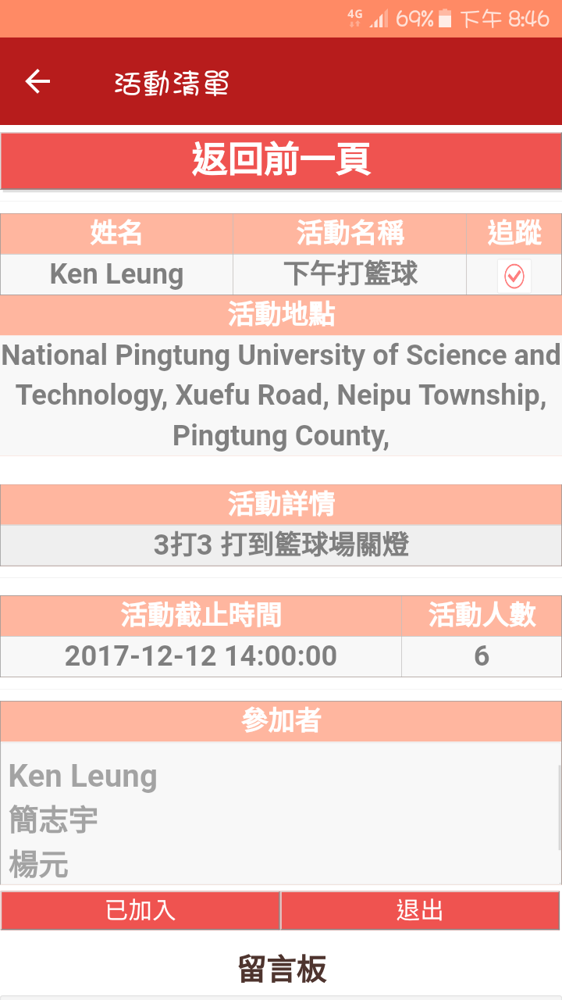 4G 69% 下午 8:46
活動清單
返回前一頁
姓名 活動名稱 追蹤
Ken Leung 下午打籃球
活動地點
National Pingtung University of Science and
Technology, Xuefu Road, Neipu Township,
Pingtung County,
活動詳情
3打3 打到籃球場關燈
活動截止時間 活動人數
2017-12-12 14:00:00 6
參加者
Ken Leung
簡志宇
楊元
已加入 退出
留言板